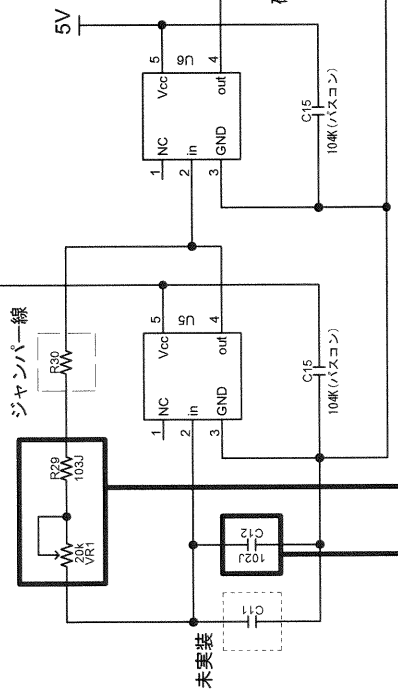 5V
5
U6
4
Vcc
out
NC
in
GND
1
2
3
C15
104K(パスコン)
ジャンパー線
R30
5
U5
4
Vcc
out
NC
in
GND
1
2
3
C15
104K(パスコン)
R29
103J
20k
VR1
C12
102J
C11
未実装